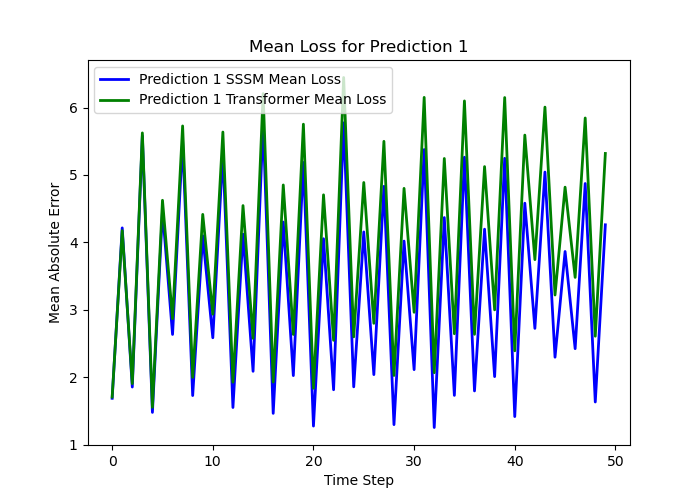 Mean Loss for Prediction 1
Prediction 1 SSSM Mean Loss
Prediction 1 Transformer Mean Loss
6
5
4
3
2
1
Mean Absolute Error
0
10
20
30
40
50
Time Step